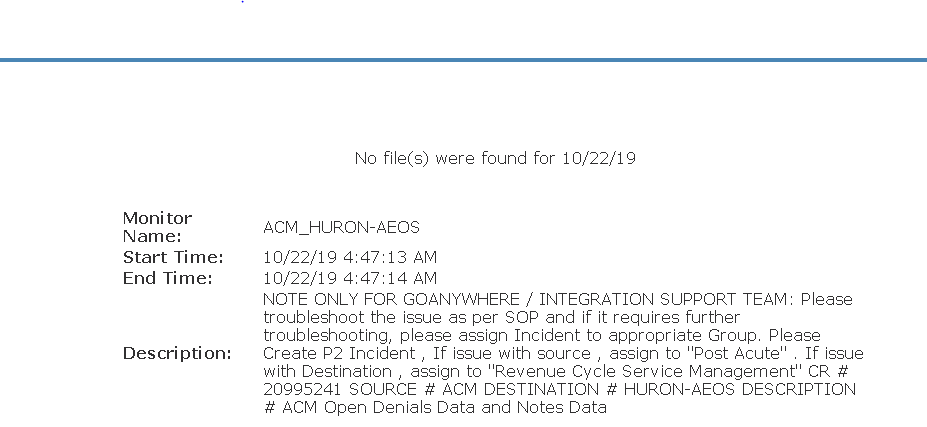 No file(s) were found for 10/22/19
Monitor
Name:
ACM_HURON-AEOS
Start Time: 10/22/19 4:47:13 AM
End Time: 10/22/19 4:47:14 AM
Description:
NOTE ONLY FOR GOANYWHERE / INTEGRATION SUPPORT TEAM: Please
troubleshoot the issue as per SOP and if it requires further
troubleshooting, please assign Incident to appropriate Group. Please
Create P2 Incident , If issue with source , assign to "Post Acute" . If issue
with Destination , assign to "Revenue Cycle Service Management" CR #
20995241 SOURCE # ACM DESTINATION # HURON-AEOS DESCRIPTION
# ACM Open Denials Data and Notes Data